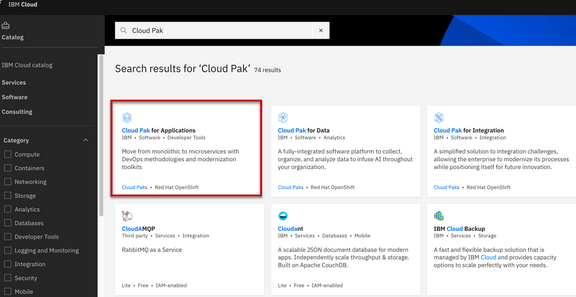 IBM Cloud
Catalog
IBM Cloud catalog
Services
Software
Consulting
Category
Compute
Containers
Networking
Storage
Analytics
Databases
Developer Tools
Logging and Monitoring
Integration
Security
Mobile
Cloud Pak
Search results for ‘Cloud Pak’ 74 results
Cloud Pak for Applications
IBM • Software • Developer Tools
Move from monolithic to microservices with
DevOps methodologies and modernization
toolkits
Cloud Paks • Red Hat OpenShift
Cloud Pak for Data
IBM • Software • Analytics
A fully-integrated software platform to collect,
organize, and analyze data to infuse AI throughout
your organization.
Cloud Paks • Red Hat OpenShift
Cloud Pak for Integration
IBM • Software • Integration
A simplified solution to integration challenges,
allowing the enterprise to modernize its processes
while positioning itself for future innovation.
Cloud Paks • Red Hat OpenShift
CloudAMQP
Third party • Services • Integration
RabbitMQ as a Service
Lite • Free • IAM-enabled
Cloudant
IBM • Services • Databases • Mobile
A scalable JSON document database for modern
apps. Independently scale throughput & storage.
Built on Apache CouchDB.
Lite • Free • IAM-enabled
IBM Cloud Backup
IBM • Services • Storage
A fast and flexible backup solution that is
managed by IBM Cloud and provides capacity
options to scale perfectly with your needs.